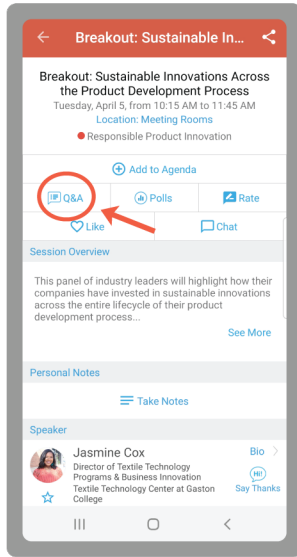 Breakout: Sustainable In...
Breakout: Sustainable Innovations Across
the Product Development Process
Tuesday, April 5, from 10:15 AM to 11:45 AM
Location: Meeting Rooms
Responsible Product Innovation
Add to Agenda
Q&A
Polls
Rate
Like
Chat
Session Overview
This panel of industry leaders will highlight how their
companies have invested in sustainable innovations
across the entire lifecycle of their product
development process...
See More
Personal Notes
Take Notes
Speaker
Jasmine Cox
Bio
Director of Textile Technology
Programs & Business Innovation
Textile Technology Center at Gaston
College
Hi!
Say Thanks